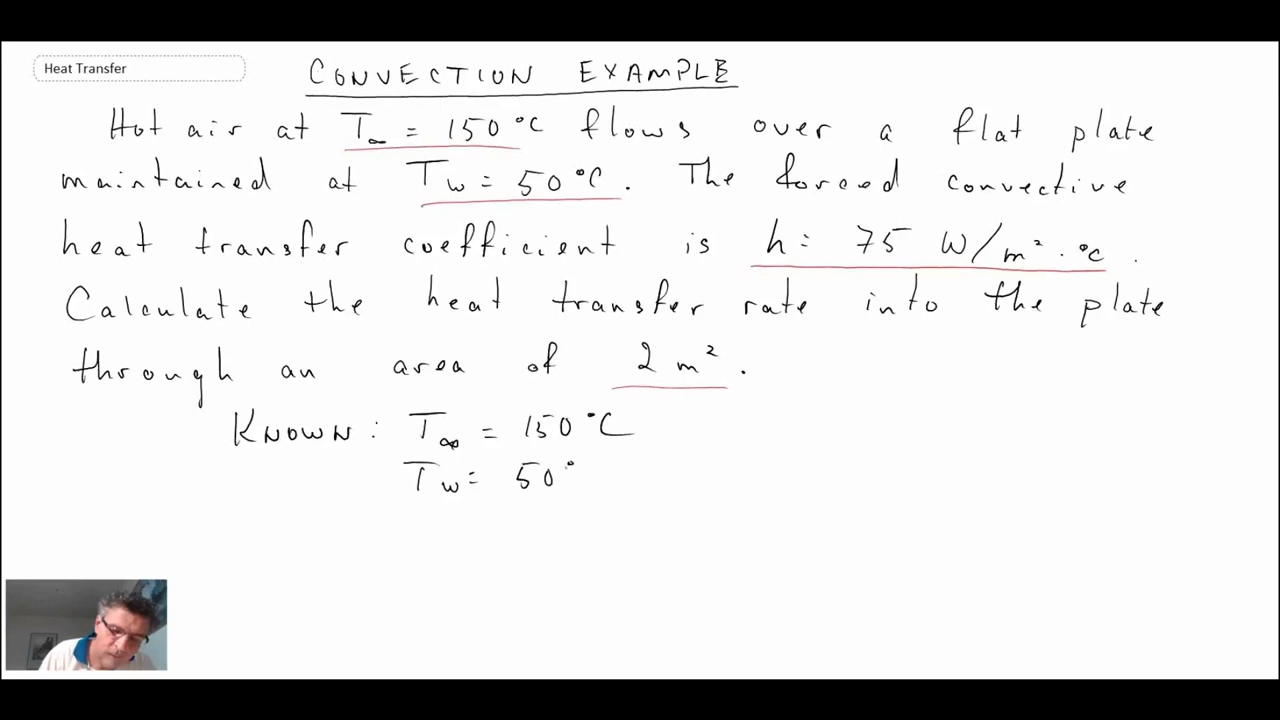 Heat Transfer
CONVECTION EXAMPLE
Hot air at T∞ = 150 °C flows over a flat plate
maintained at Tw = 50 °C. The forced convective
heat transfer coefficient is h = 75 W/m²·°C.
Calculate the heat transfer rate into the plate
through an area of 2 m².
KNOWN: T∞ = 150 °C
Tw = 50°